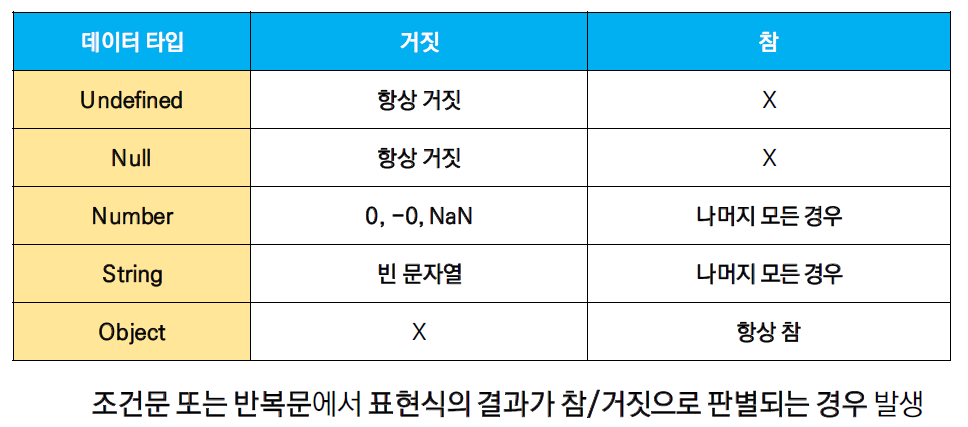 데이터 타입 거짓 참
Undefined 항상 거짓 X
Null 항상 거짓 X
Number 0, -0, NaN 나머지 모든 경우
String 빈 문자열 나머지 모든 경우
Object X 항상 참
조건문 또는 반복문에서 표현식의 결과가 참/거짓으로 판별되는 경우 발생